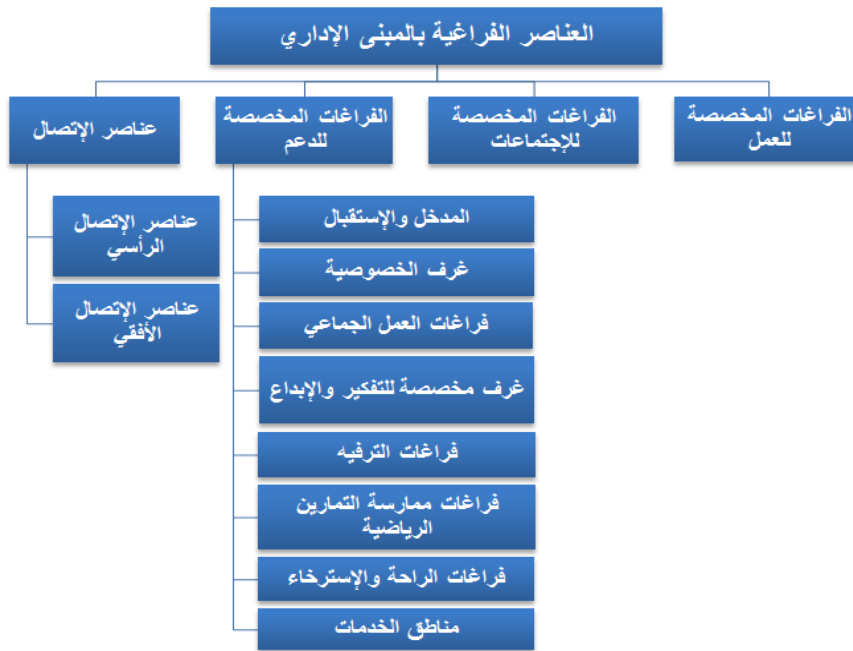 العناصر الفراغية بالمبنى الإداري
الفراغات المخصصة
للعمل
الفراغات المخصصة
للإجتماعات
الفراغات المخصصة
للدعم
عناصر الإتصال
المدخل والإستقبال
غرف الخصوصية
فراغات العمل الجماعي
غرف مخصصة للتفكير والإبداع
فراغات الترفيه
فراغات ممارسة التمارين
الرياضية
فراغات الراحة والإسترخاء
مناطق الخدمات
عناصر الإتصال
الرأسي
عناصر الإتصال
الأفقي